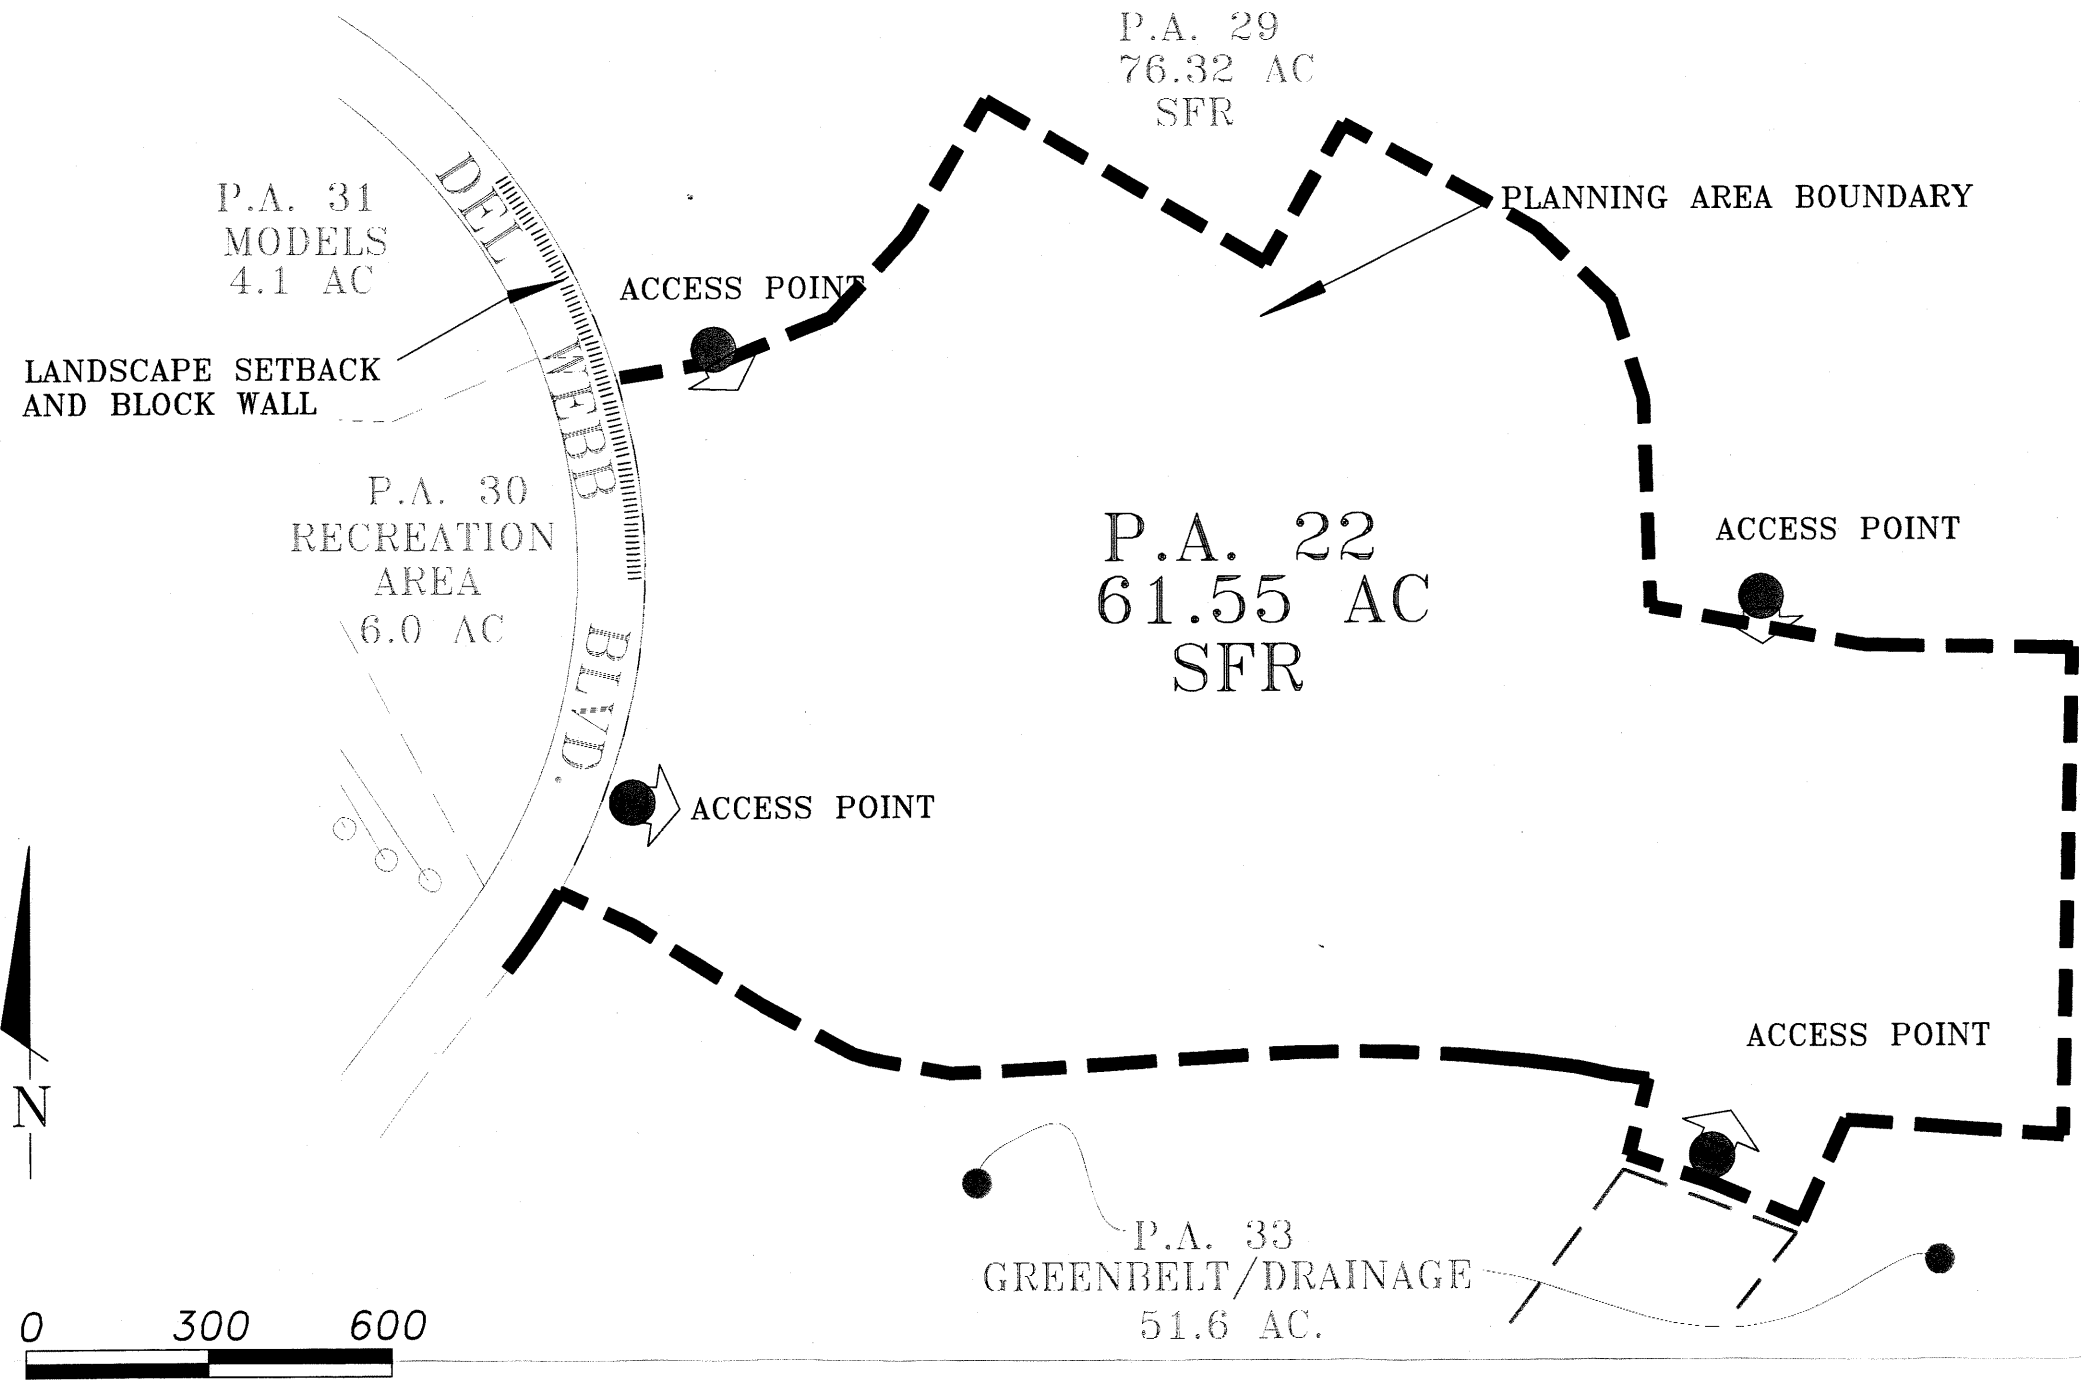 P.A. 29
76.32 AC
SFR
P.A. 31
MODELS
4.1 AC
DEL WEBB BLVD.
PLANNING AREA BOUNDARY
ACCESS POINT
LANDSCAPE SETBACK
AND BLOCK WALL
P.A. 30
RECREATION
AREA
6.0 AC
P.A. 22
61.55 AC
SFR
ACCESS POINT
ACCESS POINT
ACCESS POINT
N
P.A. 33
GREENBELT/DRAINAGE
51.6 AC.
0 300 600